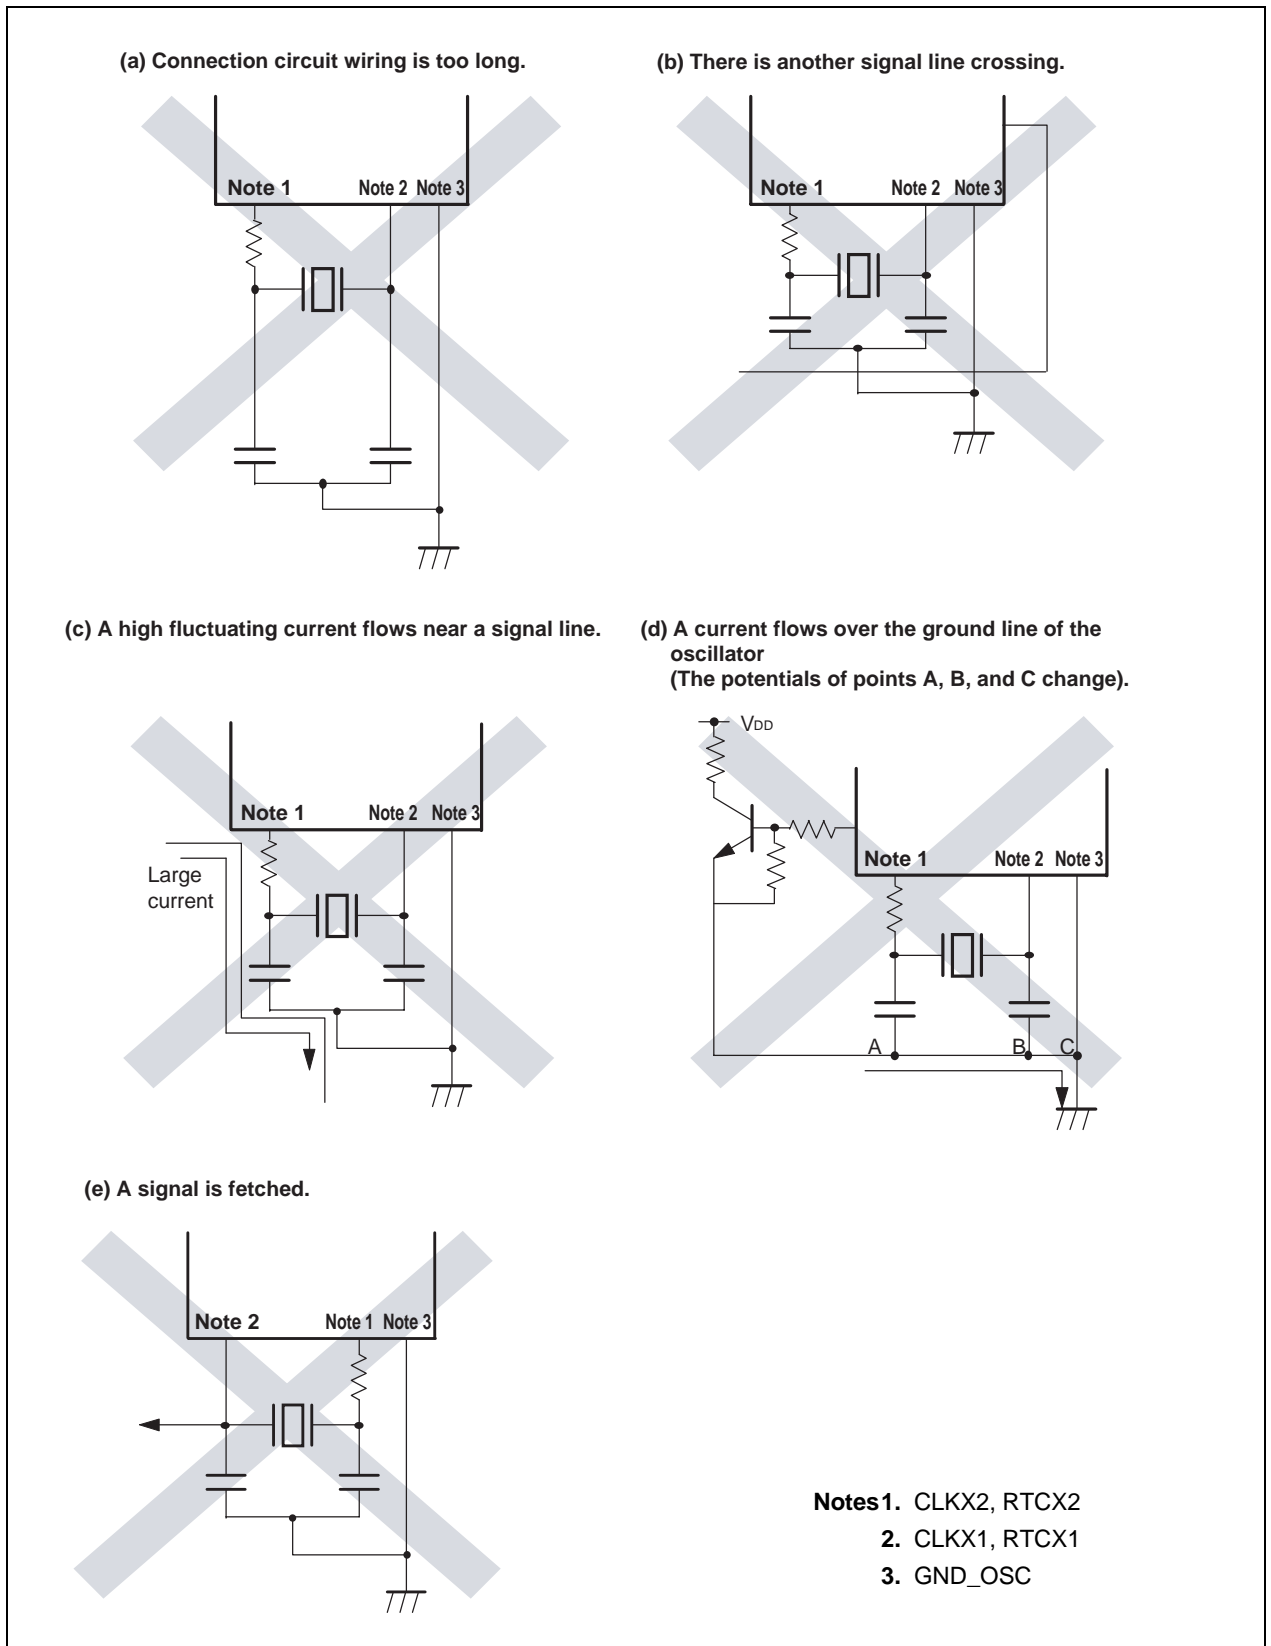 (a) Connection circuit wiring is too long.
(b) There is another signal line crossing.
Note 1 Note 2 Note 3
Note 1 Note 2 Note 3
(c) A high fluctuating current flows near a signal line.
(d) A current flows over the ground line of the
oscillator
(The potentials of points A, B, and C change).
VDD
Note 1 Note 2 Note 3
Large
current
Note 1 Note 2 Note 3
A B C
(e) A signal is fetched.
Note 2 Note 1 Note 3
Notes1. CLKX2, RTCX2
2. CLKX1, RTCX1
3. GND_OSC